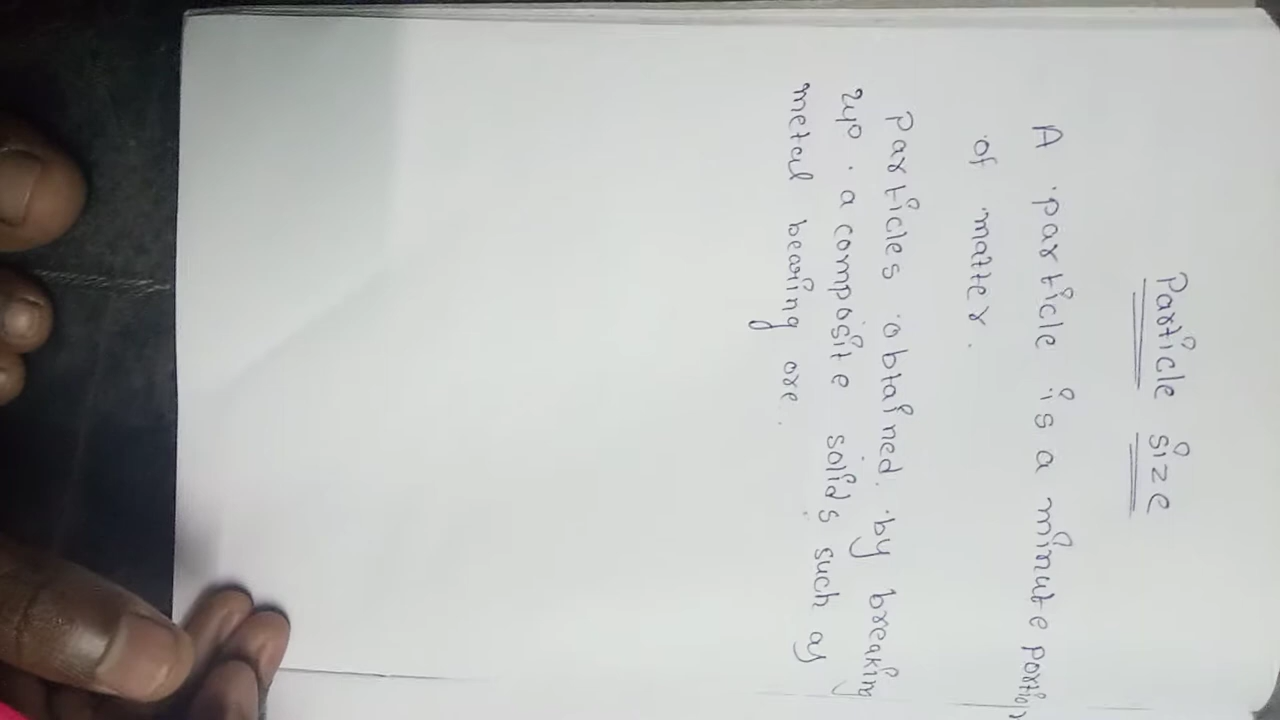 Particle size
A particle is a minute portion
of matter.
Particles obtained by breaking
up a composite solids such as
metal bearing ore.